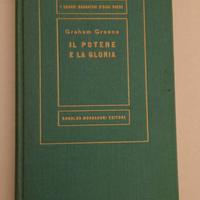 I GRANDI NARRATORI D'OGNI PAESE
Graham Greene
IL POTERE
E LA GLORIA
ARNOLDO MONDADORI EDITORE